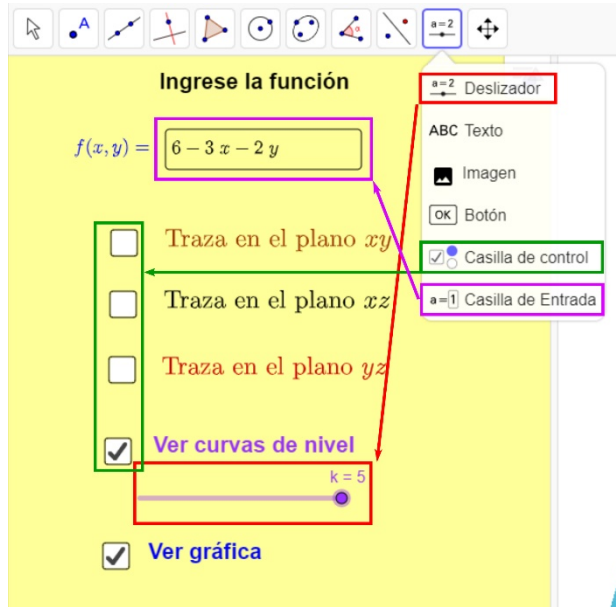 A
a=2
Ingrese la función
f(x, y) = 6 − 3 x − 2 y
a=2 Deslizador
ABC Texto
Imagen
OK Botón
Casilla de control
a=1 Casilla de Entrada
Traza en el plano xy
Traza en el plano xz
Traza en el plano yz
Ver curvas de nivel
k = 5
Ver gráfica